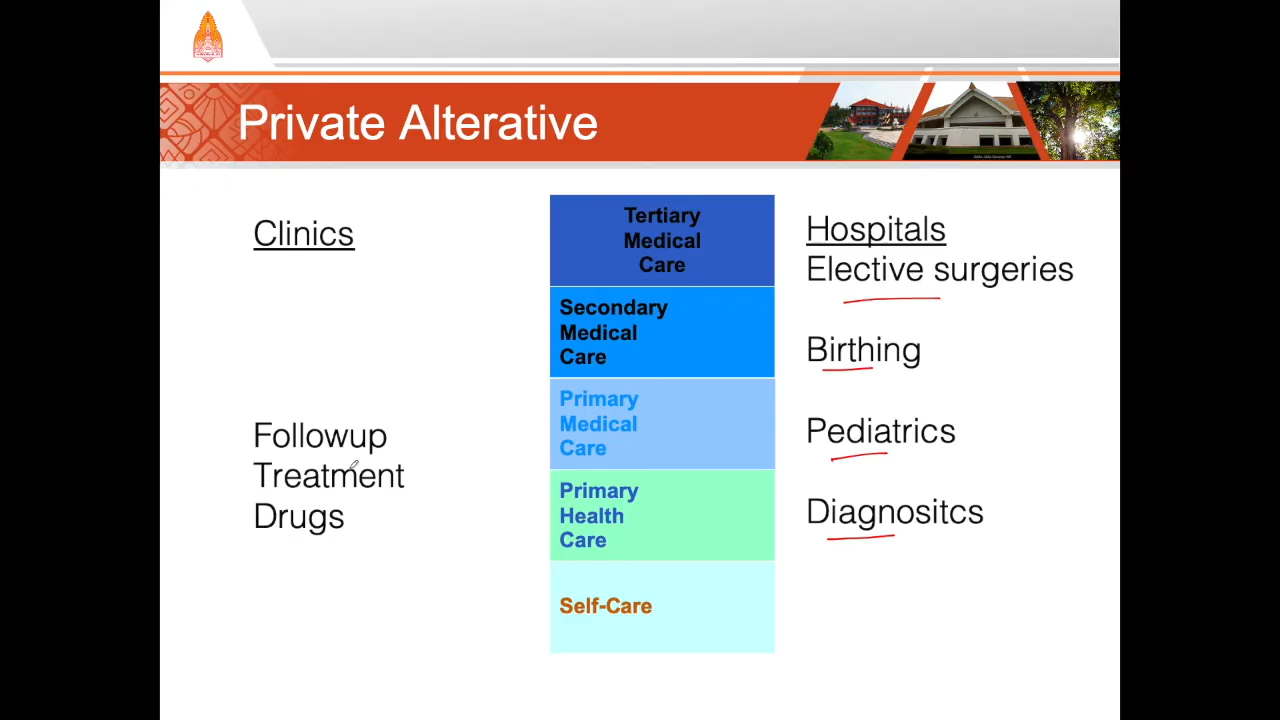 Private Alterative
Clinics
Followup
Treatment
Drugs
Tertiary
Medical
Care
Secondary
Medical
Care
Primary
Medical
Care
Primary
Health
Care
Self-Care
Hospitals
Elective surgeries
Birthing
Pediatrics
Diagnositcs